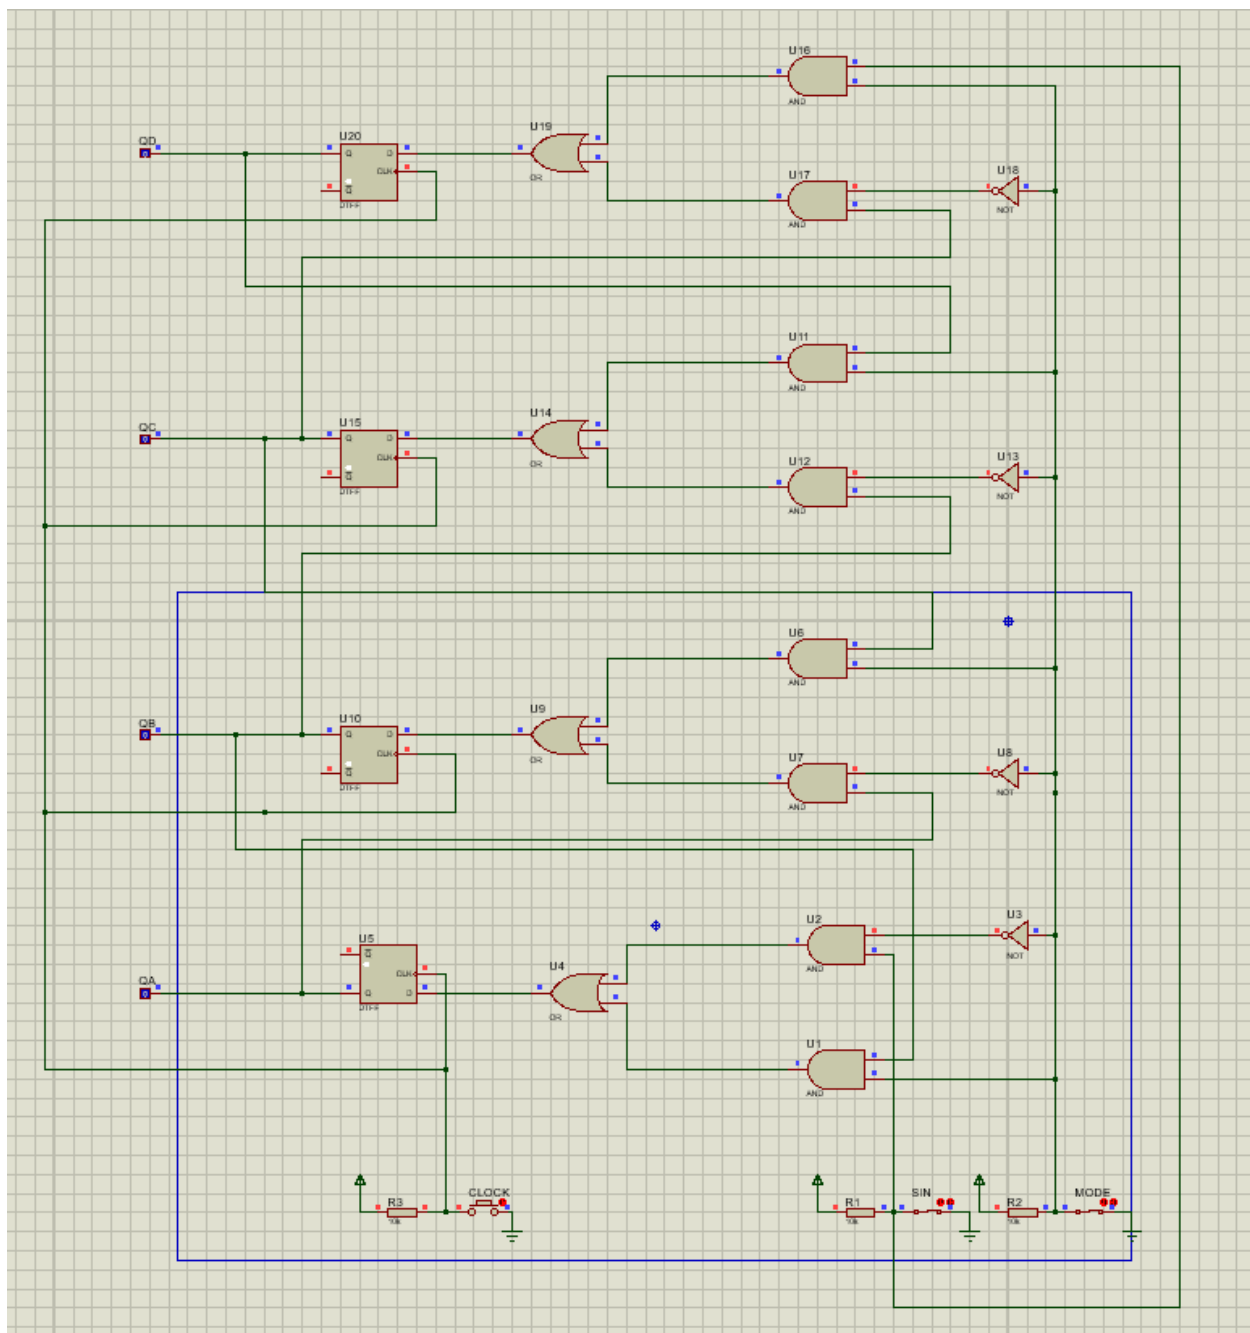 U16
AND
QD
U20
Q
D
CLK
Q
DTFF
U19
OR
U17
AND
U18
NOT
U11
AND
QC
U15
Q
D
CLK
Q
DTFF
U14
OR
U12
AND
U13
NOT
U6
AND
QB
U10
Q
D
CLK
Q
DTFF
U9
OR
U7
AND
U8
NOT
U5
Q
CLK
Q
D
DTFF
QA
U4
OR
U2
AND
U3
NOT
U1
AND
R3
10k
CLOCK
R1
10k
SIN
R2
10k
MODE